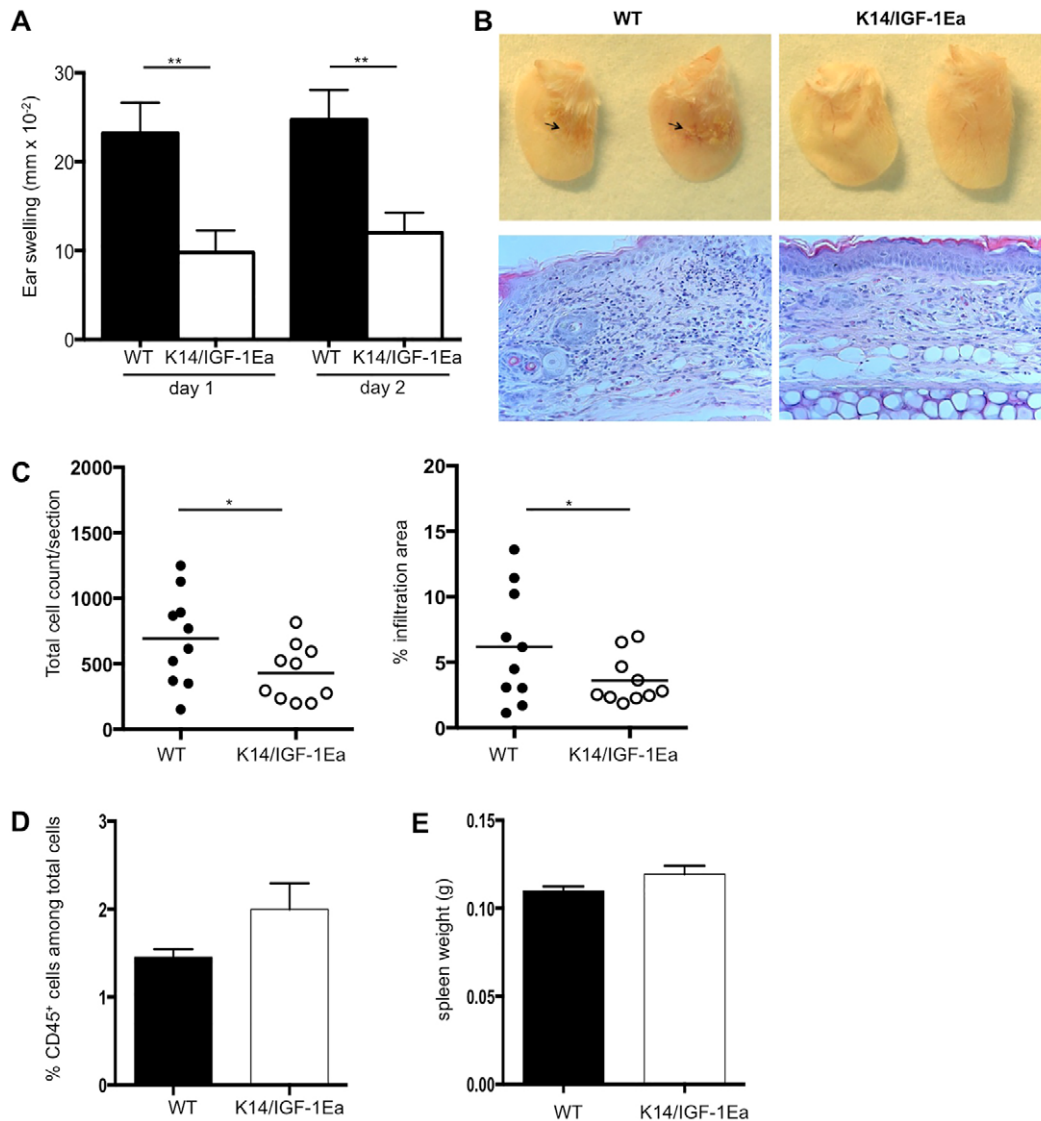 A
Ear swelling (mm x 10⁻²)
30
20
10
0
**
**
WT K14/IGF-1Ea
WT K14/IGF-1Ea
day 1
day 2
B
WT
K14/IGF-1Ea
C
Total cell count/section
2000
1500
1000
500
0
*
WT
K14/IGF-1Ea
% infiltration area
20
15
10
5
0
*
WT
K14/IGF-1Ea
D
% CD45⁺ cells among total cells
3
2
1
0
WT
K14/IGF-1Ea
E
spleen weight (g)
0.15
0.10
0.05
0.00
WT
K14/IGF-1Ea